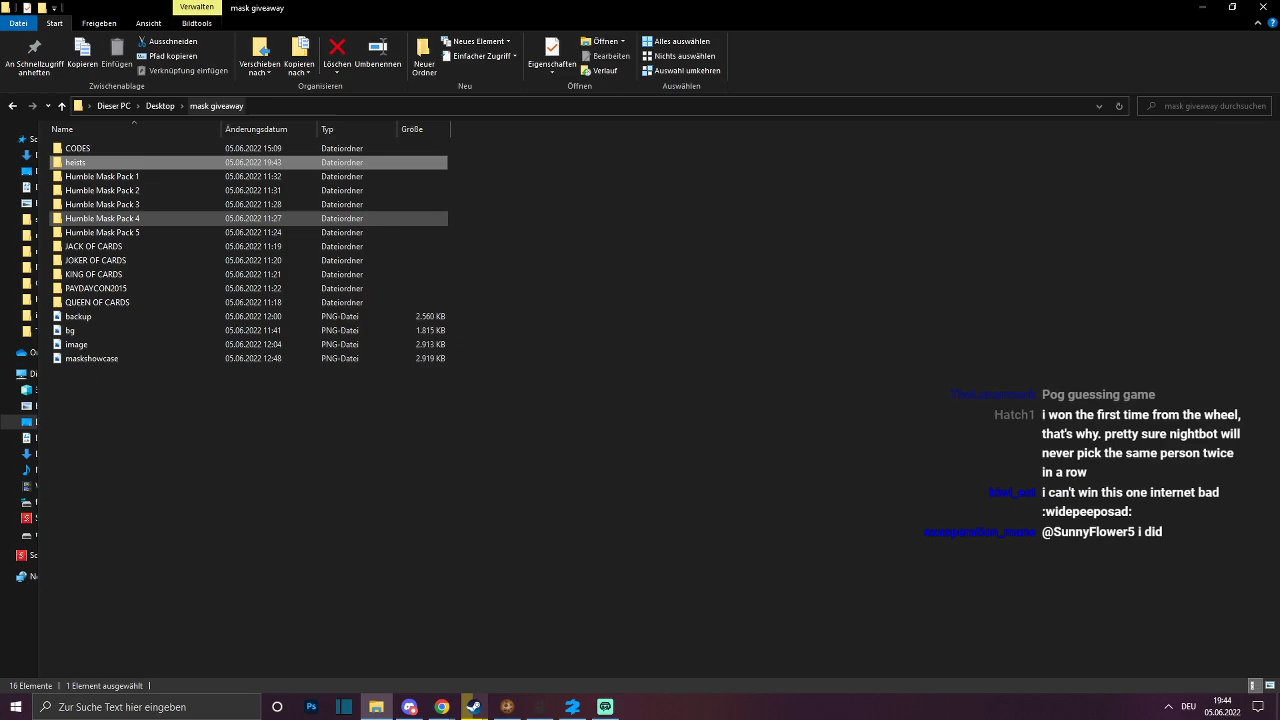 Verwalten
mask giveaway
Datei
Start
Freigeben
Ansicht
Bildtools
An Schnellzugriff anheften
Kopieren
Einfügen
Ausschneiden
Pfad kopieren
Verknüpfung einfügen
Zwischenablage
Verschieben nach
Kopieren nach
Löschen
Umbenennen
Organisieren
Neuer Ordner
Neues Element
Einfacher Zugriff
Neu
Eigenschaften
Öffnen
Bearbeiten
Verlauf
Öffnen
Alles auswählen
Nichts auswählen
Auswahl umkehren
Auswählen
Dieser PC
Desktop
mask giveaway
mask giveaway durchsuchen
Name Änderungsdatum Typ Größe
CODES 05.06.2022 15:09 Dateiordner
heists 05.06.2022 19:43 Dateiordner
Humble Mask Pack 1 05.06.2022 11:32 Dateiordner
Humble Mask Pack 2 05.06.2022 11:31 Dateiordner
Humble Mask Pack 3 05.06.2022 11:28 Dateiordner
Humble Mask Pack 4 05.06.2022 11:27 Dateiordner
Humble Mask Pack 5 05.06.2022 11:24 Dateiordner
JACK OF CARDS 05.06.2022 11:19 Dateiordner
JOKER OF CARDS 05.06.2022 11:20 Dateiordner
KING OF CARDS 05.06.2022 11:21 Dateiordner
PAYDAYCON2015 05.06.2022 11:22 Dateiordner
QUEEN OF CARDS 05.06.2022 11:18 Dateiordner
backup 05.06.2022 12:00 PNG-Datei 2.560 KB
bg 05.06.2022 11:41 PNG-Datei 1.815 KB
image 05.06.2022 12:04 PNG-Datei 2.913 KB
maskshowcase 05.06.2022 12:48 PNG-Datei 2.919 KB
Pog guessing game
Hatch1 i won the first time from the wheel,
that's why. pretty sure nightbot will
never pick the same person twice
in a row
i can't win this one internet bad
:widepeeposad:
@SunnyFlower5 i did
16 Elemente
1 Element ausgewählt
Zur Suche Text hier eingeben
DEU
19:44
05.06.2022